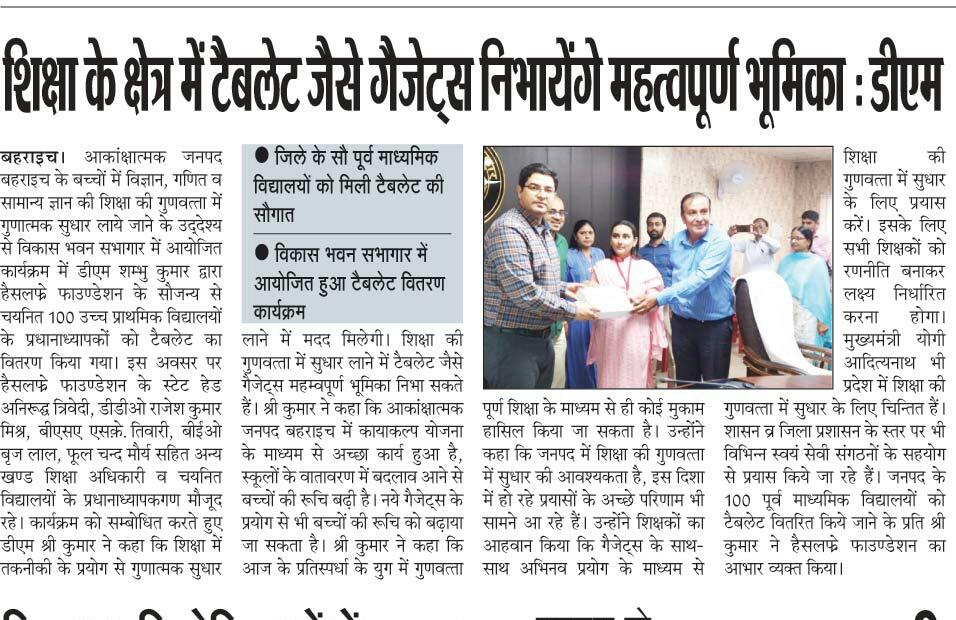 शिक्षा के क्षेत्र में टैबलेट जैसे गैजेट्स निभायेंगे महत्वपूर्ण भूमिका : डीएम
बहराइच। आकांक्षात्मक जनपद
बहराइच के बच्चों में विज्ञान, गणित व
सामान्य ज्ञान की शिक्षा की गुणवत्ता में
गुणात्मक सुधार लाये जाने के उद्देश्य
से विकास भवन सभागार में आयोजित
कार्यक्रम में डीएम शम्भु कुमार द्वारा
हैसलफ्रे फाउण्डेशन के सौजन्य से
चयनित 100 उच्च प्राथमिक विद्यालयों
के प्रधानाध्यापकों को टैबलेट का
वितरण किया गया। इस अवसर पर
हैसलफ्रे फाउण्डेशन के स्टेट हेड
अनिरूद्ध त्रिवेदी, डीडीओ राजेश कुमार
मिश्र, बीएसए एसके. तिवारी, बीईओ
बृज लाल, फूल चन्द मौर्य सहित अन्य
खण्ड शिक्षा अधिकारी व चयनित
विद्यालयों के प्रधानाध्यापकगण मौजूद
रहे। कार्यक्रम को सम्बोधित करते हुए
डीएम श्री कुमार ने कहा कि शिक्षा में
तकनीकी के प्रयोग से गुणात्मक सुधार
● जिले के सौ पूर्व माध्यमिक
विद्यालयों को मिली टैबलेट की
सौगात
● विकास भवन सभागार में
आयोजित हुआ टैबलेट वितरण
कार्यक्रम
लाने में मदद मिलेगी। शिक्षा की
गुणवत्ता में सुधार लाने में टैबलेट जैसे
गैजेट्स महम्वपूर्ण भूमिका निभा सकते
हैं। श्री कुमार ने कहा कि आकांक्षात्मक
जनपद बहराइच में कायाकल्प योजना
के माध्यम से अच्छा कार्य हुआ है,
स्कूलों के वातावरण में बदलाव आने से
बच्चों की रूचि बढ़ी है। नये गैजेट्स के
प्रयोग से भी बच्चों की रूचि को बढ़ाया
जा सकता है। श्री कुमार ने कहा कि
आज के प्रतिस्पर्धा के युग में गुणवत्ता
पूर्ण शिक्षा के माध्यम से ही कोई मुकाम
हासिल किया जा सकता है। उन्होंने
कहा कि जनपद में शिक्षा की गुणवत्ता
में सुधार की आवश्यकता है, इस दिशा
में हो रहे प्रयासों के अच्छे परिणाम भी
सामने आ रहे हैं। उन्होंने शिक्षकों का
आहवान किया कि गैजेट्स के साथ-
साथ अभिनव प्रयोग के माध्यम से
शिक्षा की
गुणवत्ता में सुधार
के लिए प्रयास
करें। इसके लिए
सभी शिक्षकों को
रणनीति बनाकर
लक्ष्य निर्धारित
करना होगा।
मुख्यमंत्री योगी
आदित्यनाथ भी
प्रदेश में शिक्षा की
गुणवत्ता में सुधार के लिए चिन्तित हैं।
शासन व्र जिला प्रशासन के स्तर पर भी
विभिन्न स्वयं सेवी संगठनों के सहयोग
से प्रयास किये जा रहे हैं। जनपद के
100 पूर्व माध्यमिक विद्यालयों को
टैबलेट वितरित किये जाने के प्रति श्री
कुमार ने हैसलफ्रे फाउण्डेशन का
आभार व्यक्त किया।